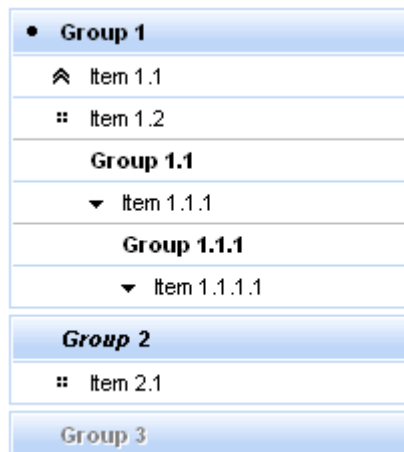 Group 1
Item 1.1
Item 1.2
Group 1.1
Item 1.1.1
Group 1.1.1
Item 1.1.1.1
Group 2
Item 2.1
Group 3